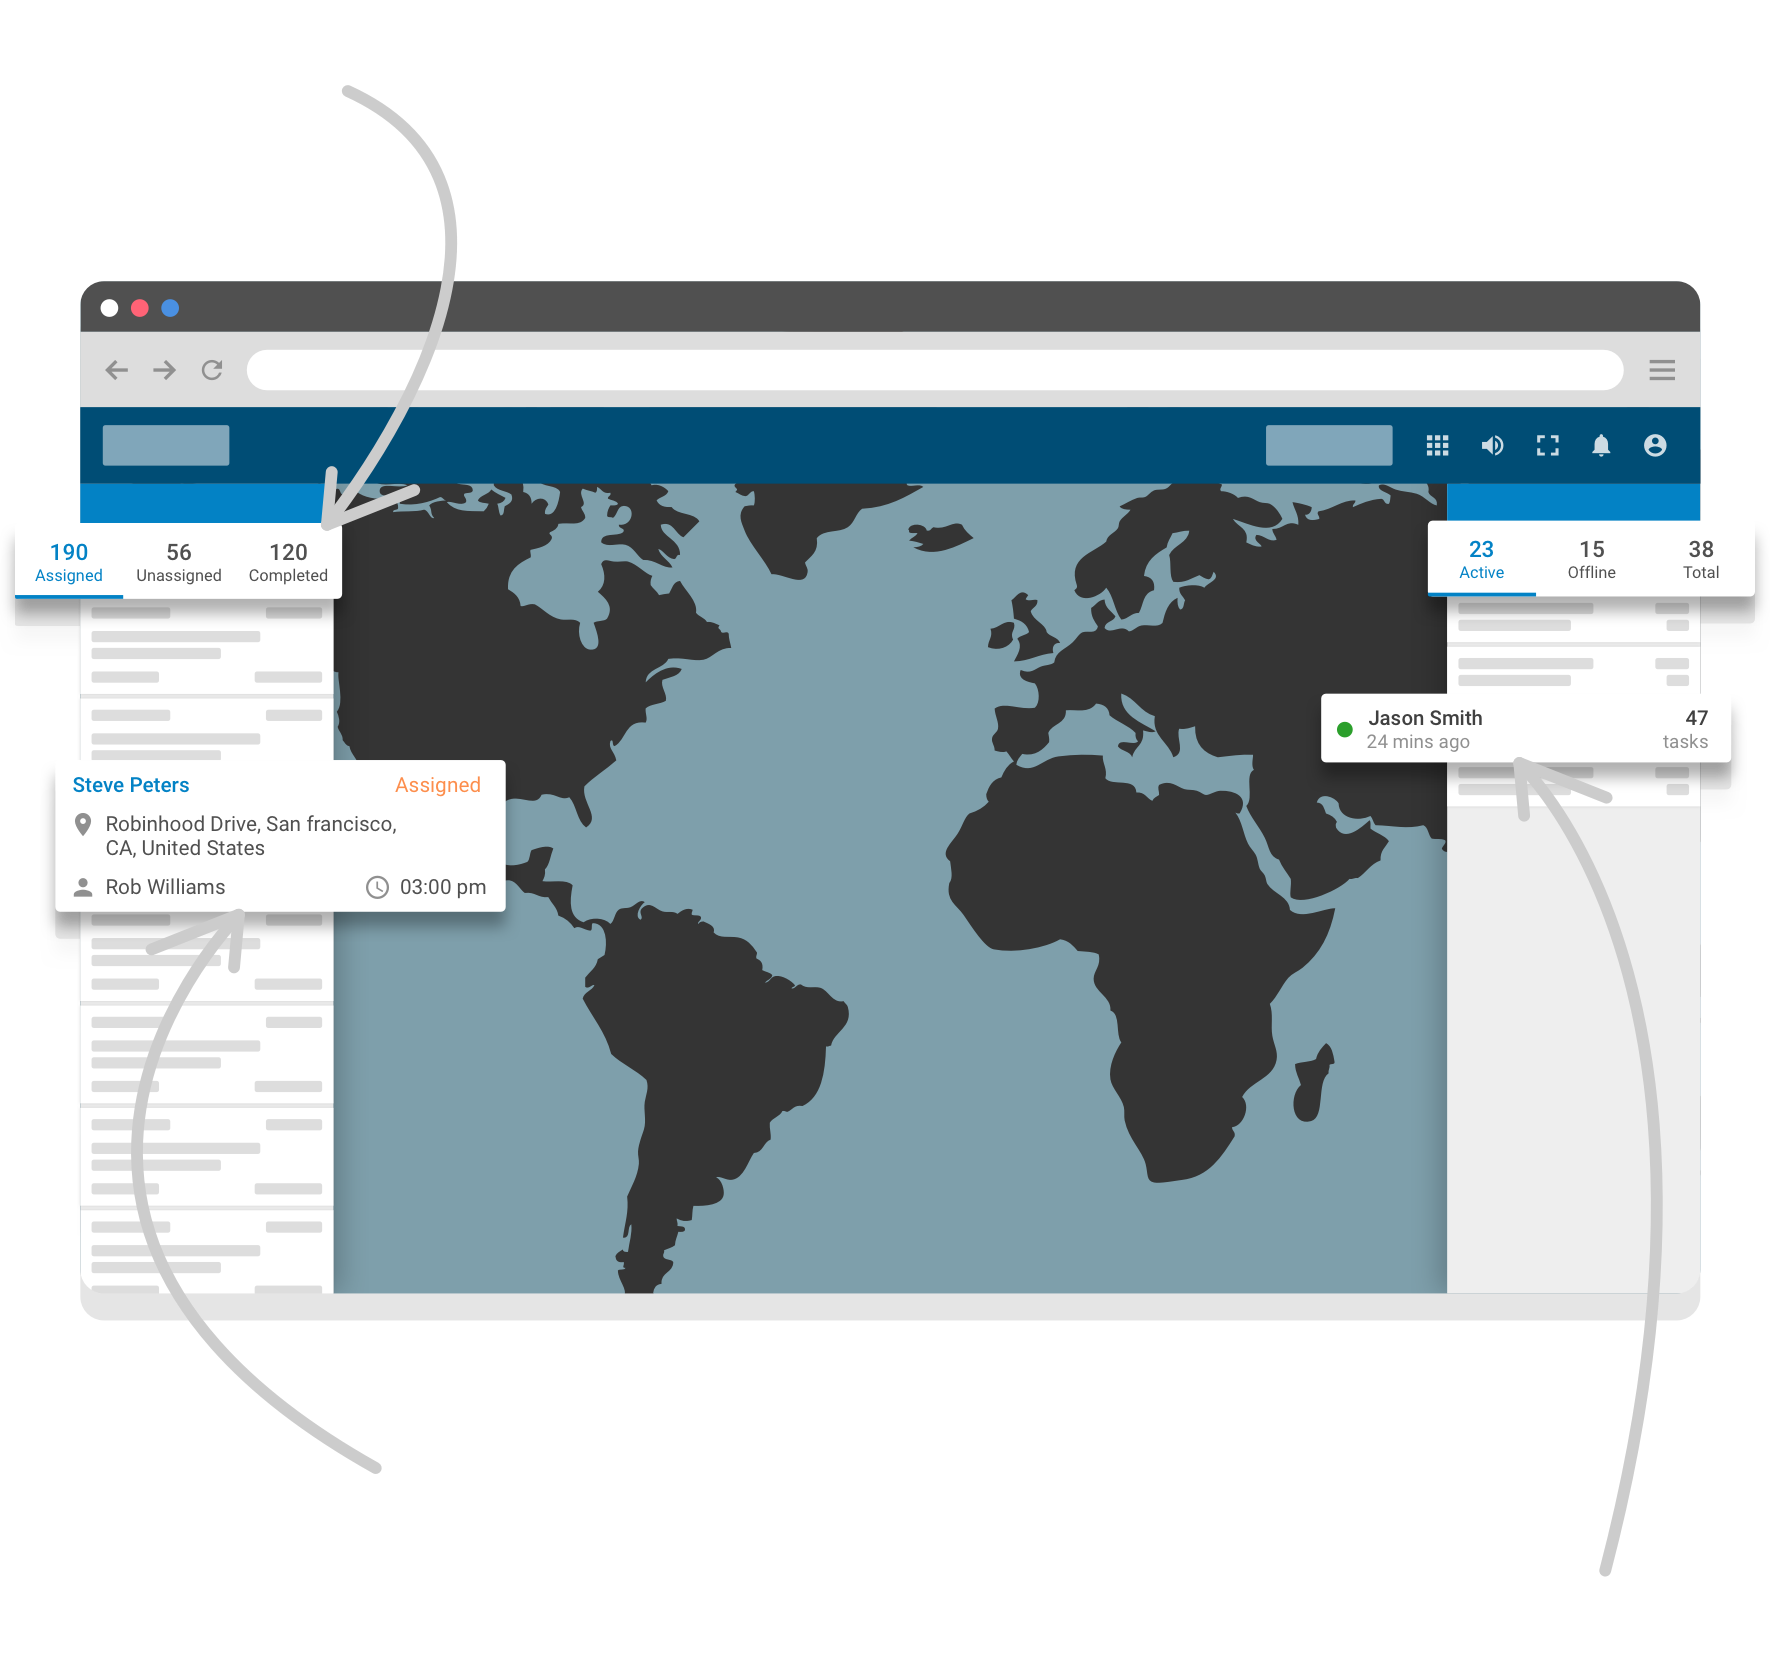 190 56 120
Assigned Unassigned Completed
23 15 38
Active Offline Total
Jason Smith 47
24 mins ago tasks
Steve Peters Assigned
Robinhood Drive, San francisco,
CA, United States
Rob Williams 03:00 pm